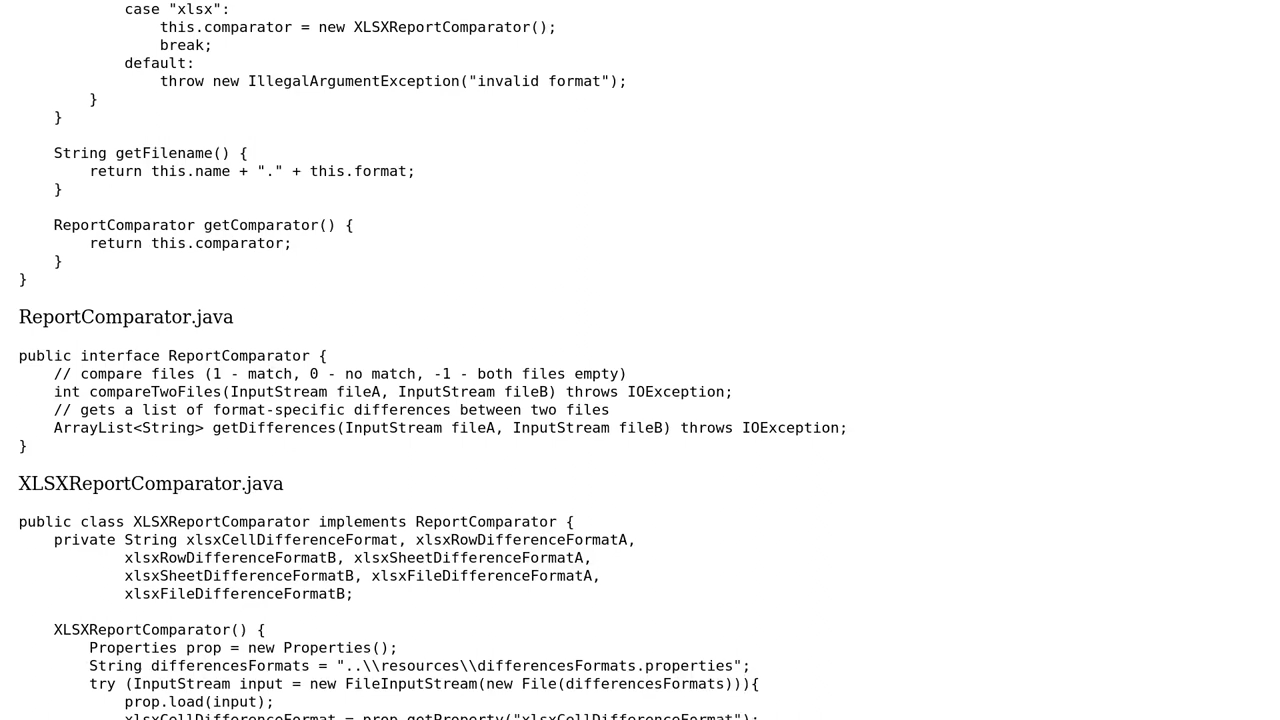 case "xlsx":
                this.comparator = new XLSXReportComparator();
                break;
            default:
                throw new IllegalArgumentException("invalid format");
        }
    }

    String getFilename() {
        return this.name + "." + this.format;
    }

    ReportComparator getComparator() {
        return this.comparator;
    }
}
ReportComparator.java
public interface ReportComparator {
    // compare files (1 - match, 0 - no match, -1 - both files empty)
    int compareTwoFiles(InputStream fileA, InputStream fileB) throws IOException;
    // gets a list of format-specific differences between two files
    ArrayList<String> getDifferences(InputStream fileA, InputStream fileB) throws IOException;
}
XLSXReportComparator.java
public class XLSXReportComparator implements ReportComparator {
    private String xlsxCellDifferenceFormat, xlsxRowDifferenceFormatA,
            xlsxRowDifferenceFormatB, xlsxSheetDifferenceFormatA,
            xlsxSheetDifferenceFormatB, xlsxFileDifferenceFormatA,
            xlsxFileDifferenceFormatB;

    XLSXReportComparator() {
        Properties prop = new Properties();
        String differencesFormats = "..\\resources\\differencesFormats.properties";
        try (InputStream input = new FileInputStream(new File(differencesFormats))){
            prop.load(input);
            xlsxCellDifferenceFormat = prop.getProperty("xlsxCellDifferenceFormat");